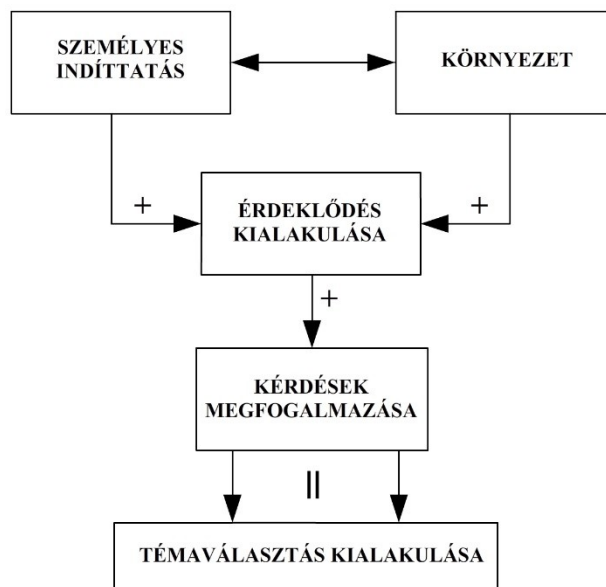 SZEMÉLYES
INDÍTTATÁS
KÖRNYEZET
+
+
ÉRDEKLŐDÉS
KIALAKULÁSA
+
KÉRDÉSEK
MEGFOGALMAZÁSA
||
TÉMAVÁLASZTÁS KIALAKULÁSA